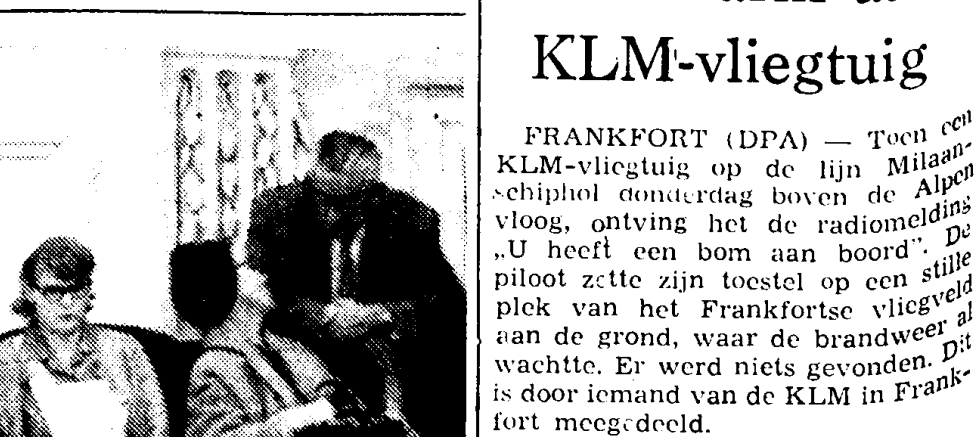 KLM-vliegtuig
FRANKFORT (DPA) — Toen een
KLM-vliegtuig op de lijn Milaan-
schiphol donderdag boven de Alpen
vloog, ontving het de radiomelding
„U heeft een bom aan boord”. De
piloot zette zijn toestel op een stille
plek van het Frankfortse vliegveld
aan de grond, waar de brandweer al
wachtte. Er werd niets gevonden. Dit
is door iemand van de KLM in Frank-
fort meegedeeld.